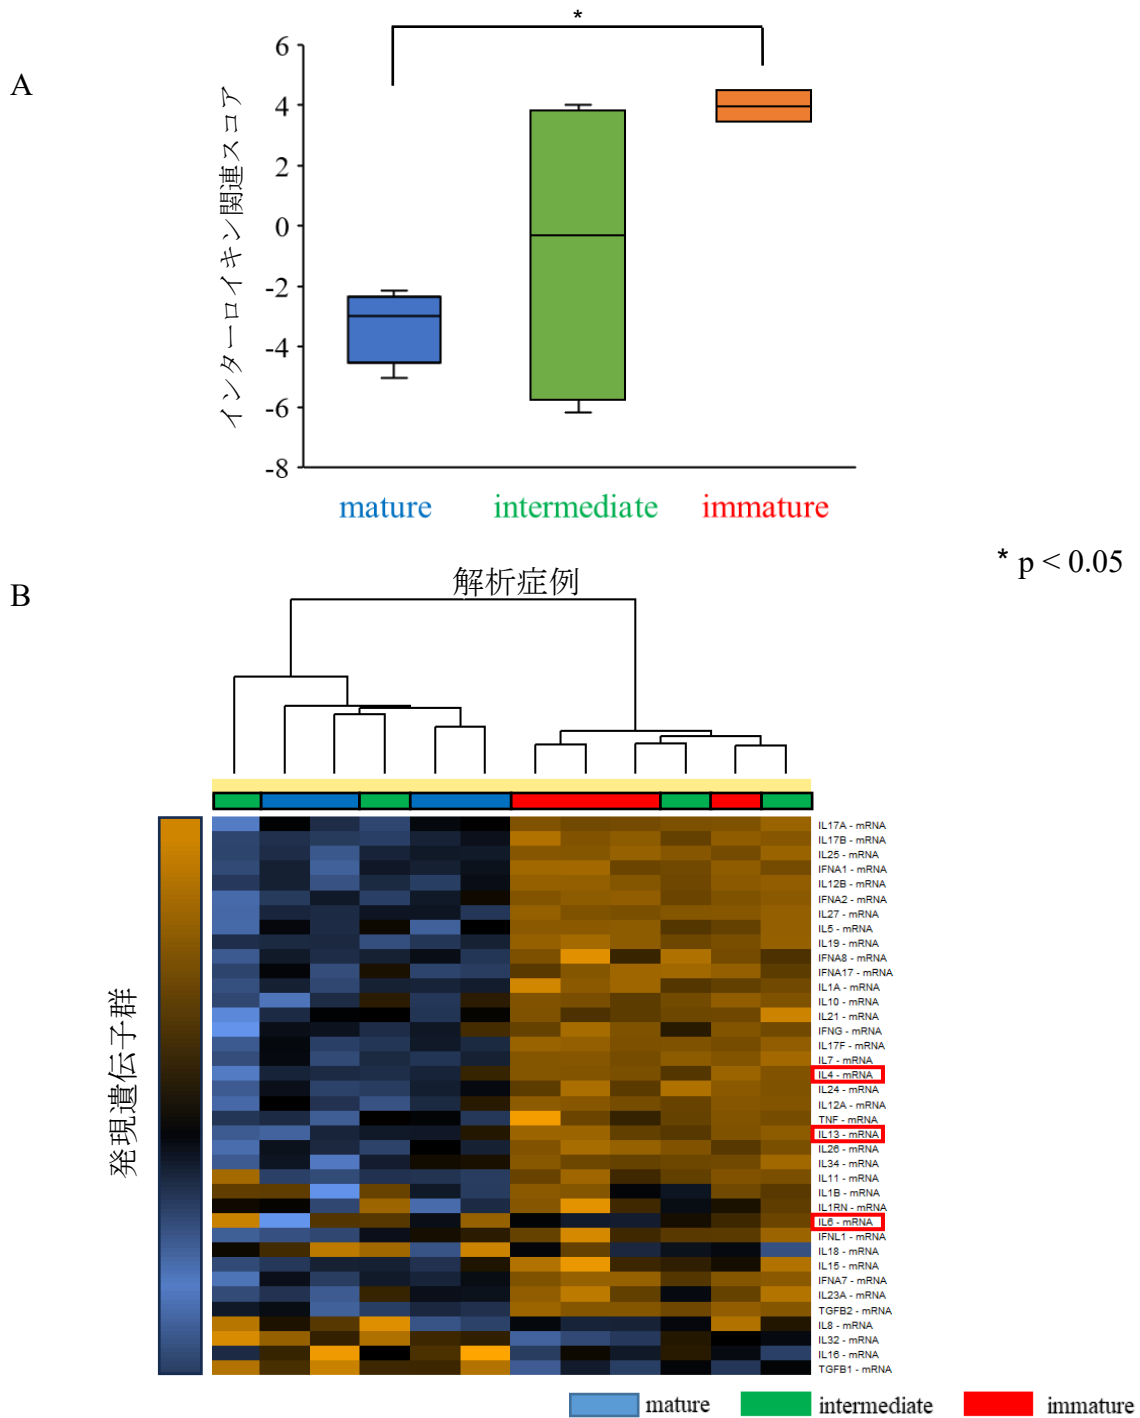 A
*
インターロイキン関連スコア
6
4
2
0
-2
-4
-6
-8
mature intermediate immature
* p < 0.05
B
解析症例
発現遺伝子群
IL17A - mRNA
IL17B - mRNA
IL25 - mRNA
IFNA1 - mRNA
IL12B - mRNA
IFNA2 - mRNA
IL27 - mRNA
IL5 - mRNA
IL19 - mRNA
IFNA8 - mRNA
IFNA17 - mRNA
IL1A - mRNA
IL10 - mRNA
IL21 - mRNA
IFNG - mRNA
IL17F - mRNA
IL7 - mRNA
IL4 - mRNA
IL24 - mRNA
IL12A - mRNA
TNF - mRNA
IL13 - mRNA
IL26 - mRNA
IL34 - mRNA
IL11 - mRNA
IL1B - mRNA
IL1RN - mRNA
IL6 - mRNA
IFNL1 - mRNA
IL18 - mRNA
IL15 - mRNA
IFNA7 - mRNA
IL23A - mRNA
TGFB2 - mRNA
IL8 - mRNA
IL32 - mRNA
IL16 - mRNA
TGFB1 - mRNA
mature intermediate immature